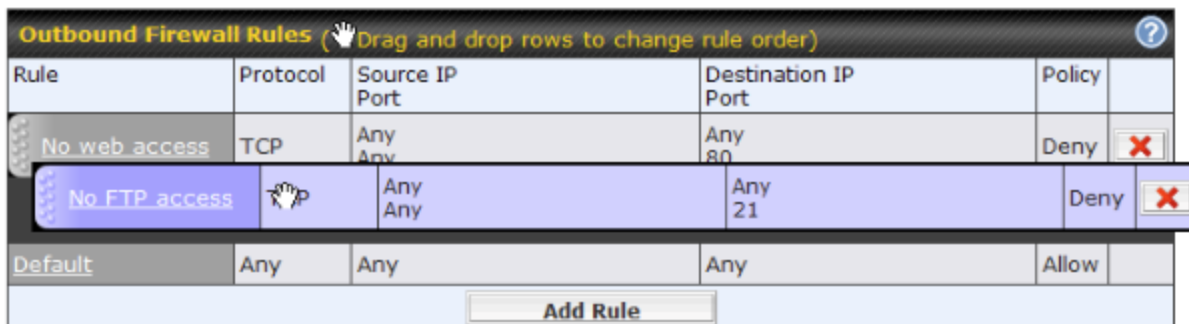 Outbound Firewall Rules (Drag and drop rows to change rule order)
Rule Protocol Source IP Port Destination IP Port Policy
No web access TCP Any Any Any 80 Deny
No FTP access Any Any Any 21 Deny
Default Any Any Any Allow
Add Rule